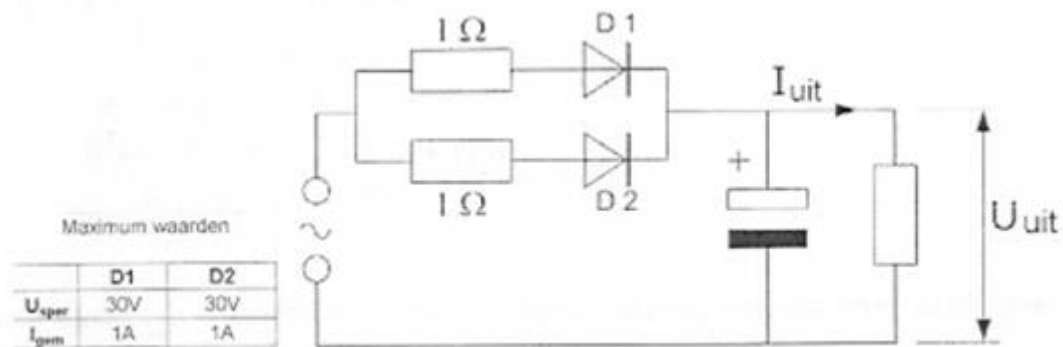 1 Ω
D 1
I uit
1 Ω
D 2
+
U uit
~
Maximum waarden
D1 D2
U sper 30V 30V
I gem 1A 1A